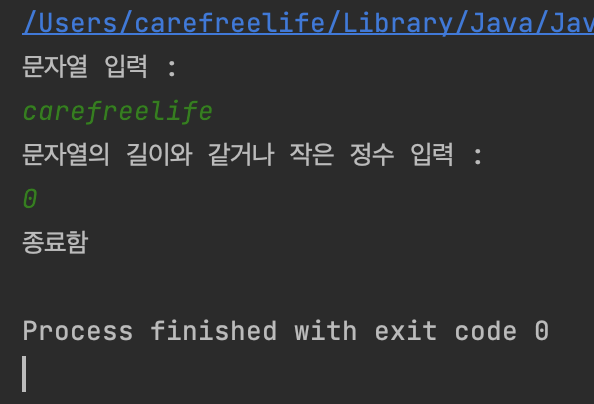 /Users/carefreelife/Library/Java/Jav
문자열 입력 :
carefreelife
문자열의 길이와 같거나 작은 정수 입력 :
0
종료함
Process finished with exit code 0